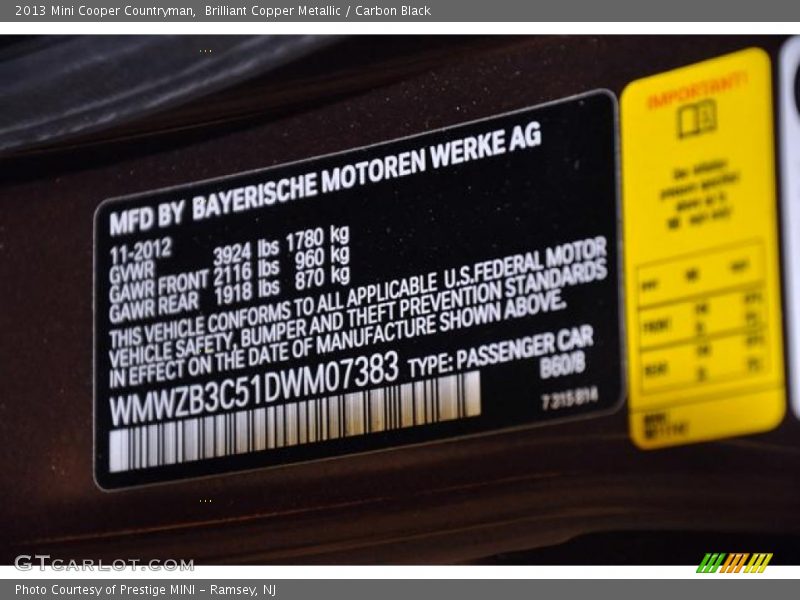 2013 Mini Cooper Countryman,  Brilliant Copper Metallic / Carbon Black
MFD BY BAYERISCHE MOTOREN WERKE AG
11-2012
GVWR 3924 lbs 1780 kg
GAWR FRONT 2116 lbs 960 kg
GAWR REAR 1918 lbs 870 kg
THIS VEHICLE CONFORMS TO ALL APPLICABLE U.S.FEDERAL MOTOR
VEHICLE SAFETY, BUMPER AND THEFT PREVENTION STANDARDS
IN EFFECT ON THE DATE OF MANUFACTURE SHOWN ABOVE.
WMWZB3C51DWM07383 TYPE: PASSENGER CAR
B60/8
7 315 814
IMPORTANT!
GTCARLOT.COM
Photo Courtesy of Prestige MINI - Ramsey, NJ